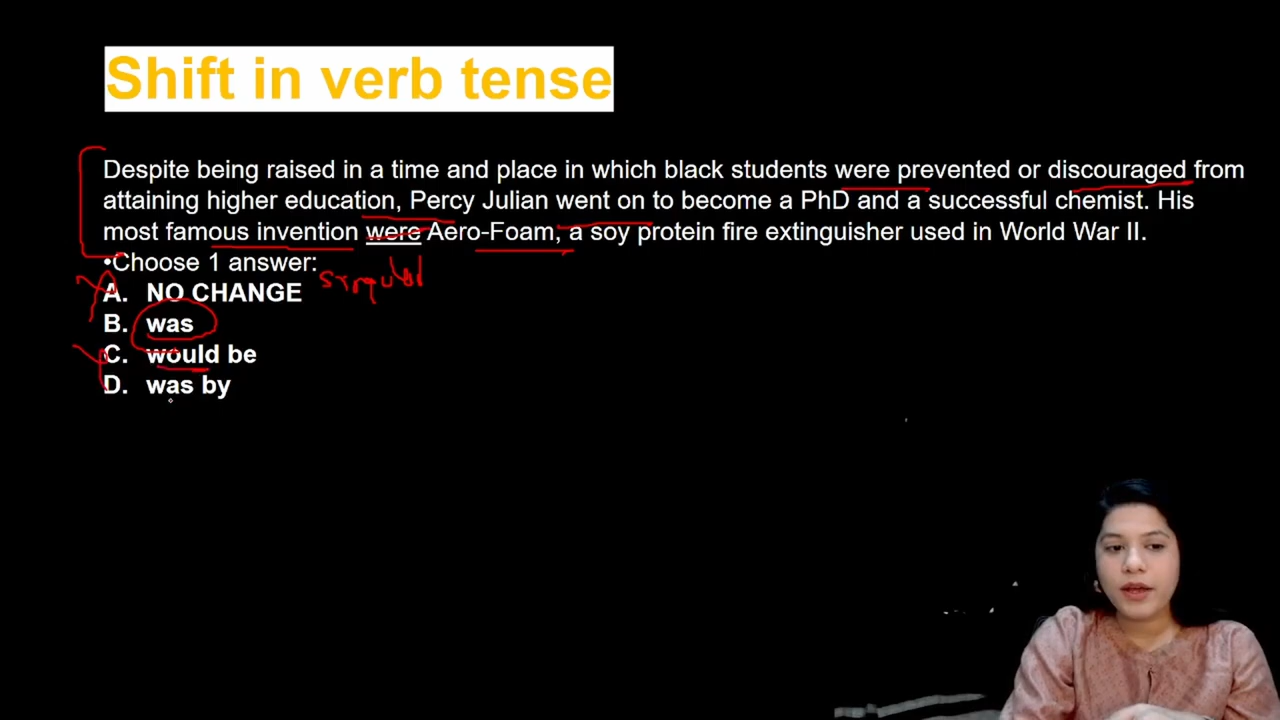 Shift in verb tense
Despite being raised in a time and place in which black students were prevented or discouraged from
attaining higher education, Percy Julian went on to become a PhD and a successful chemist. His
most famous invention were Aero-Foam, a soy protein fire extinguisher used in World War II.
•Choose 1 answer:
singular
A. NO CHANGE
B. was
C. would be
D. was by